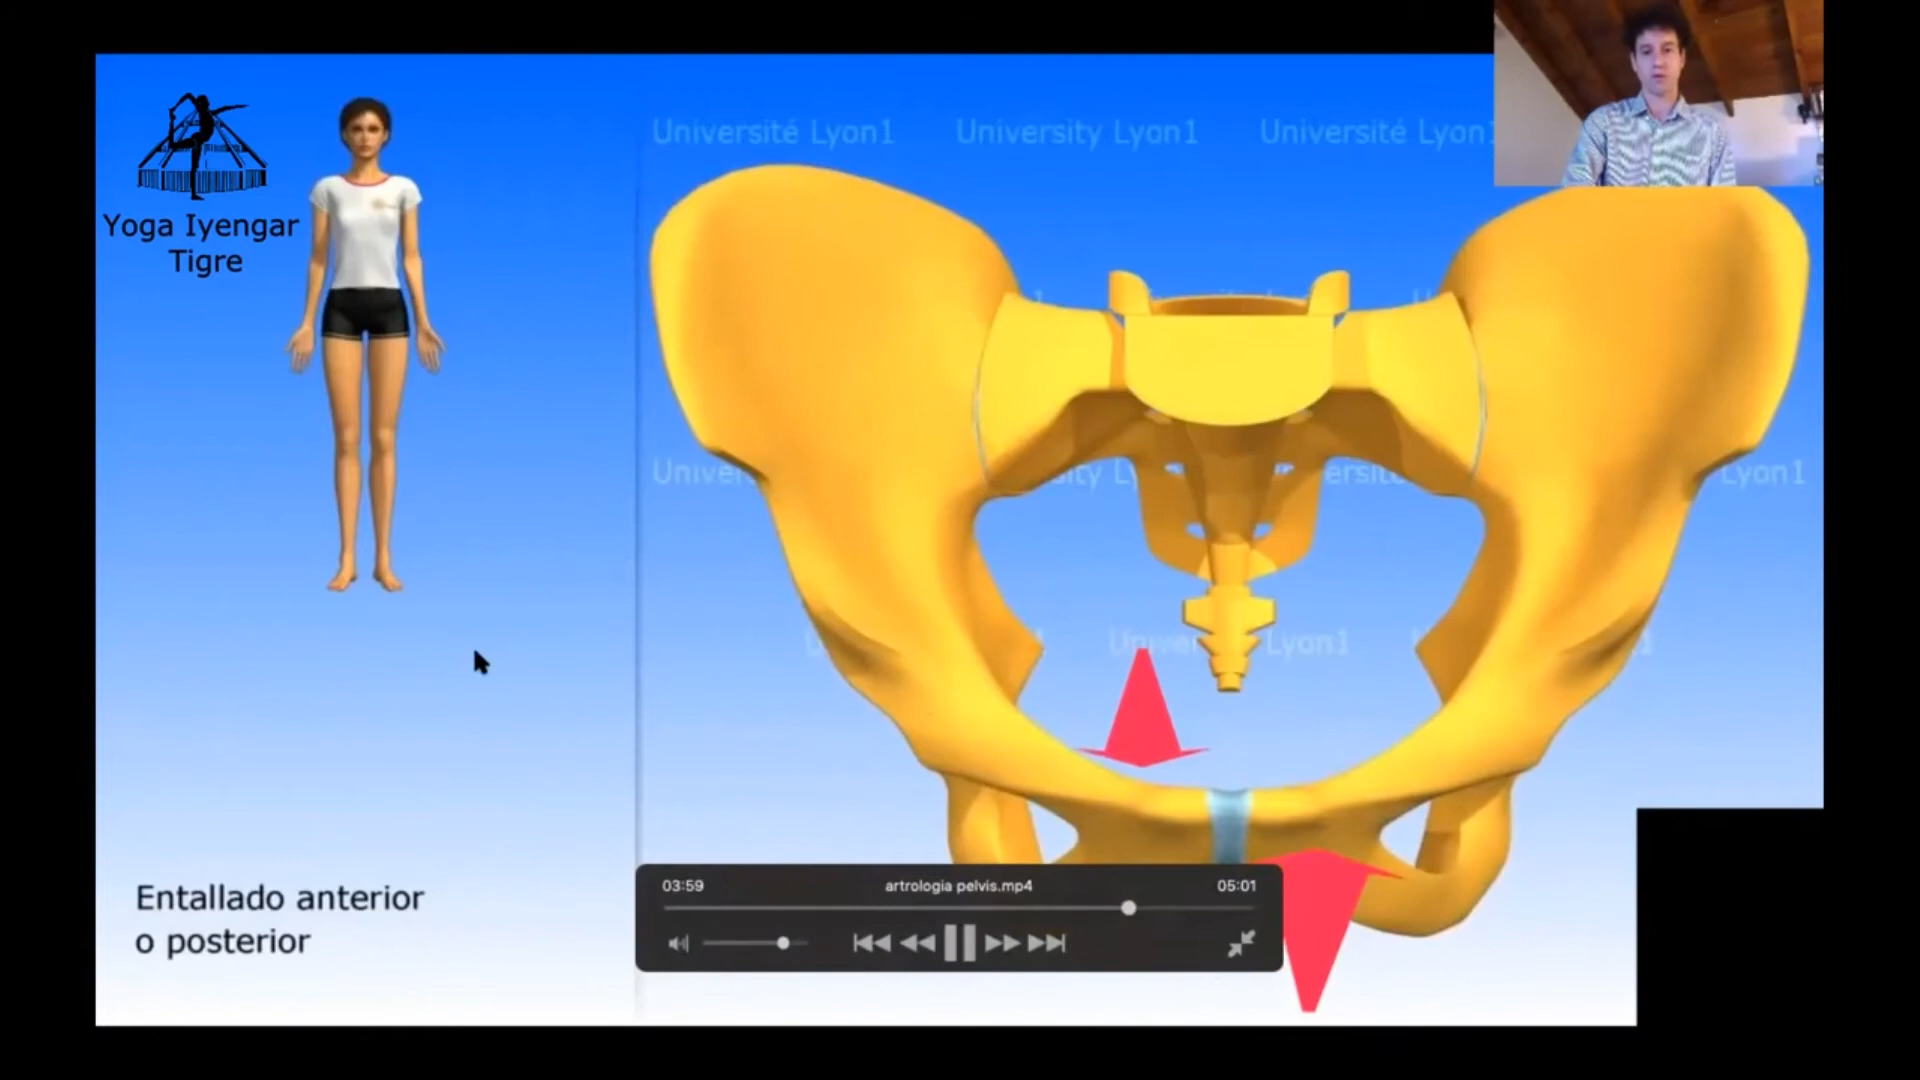 Yoga Iyengar
Tigre
Université Lyon1 University Lyon1 Université Lyon1
Lyon1
Lyon1
03:59 artrologia pelvis.mp4 05:01
Entallado anterior
o posterior